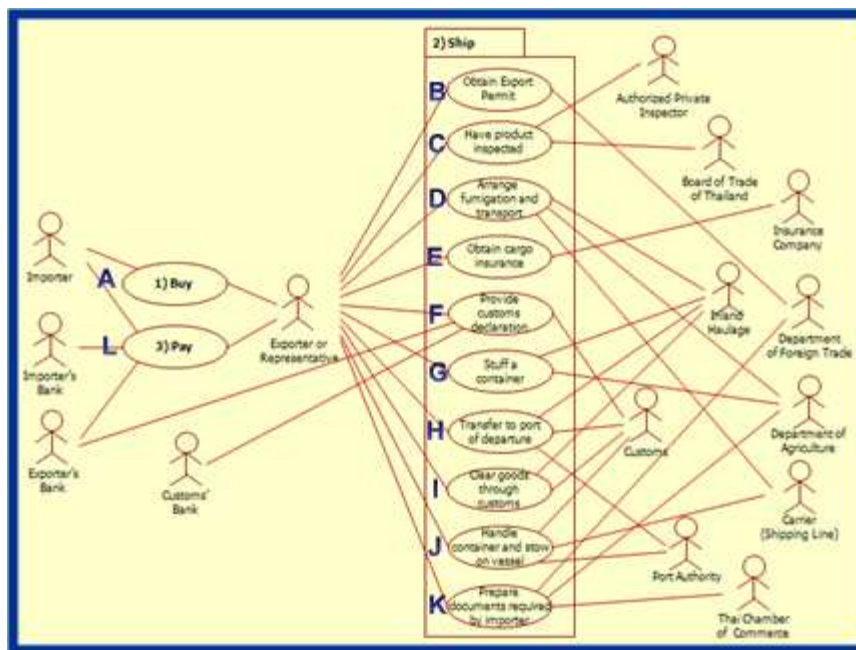 2) Ship
B
Obtain Export
Permit
C
Have product
inspected
D
Arrange
fumigation and
transport
E
Obtain cargo
insurance
F
Provide
customs
declaration
G
Stuff a
container
H
Transfer to port
of departure
I
Clear goods
through
customs
J
Handle
container and stow
on vessel
K
Prepare
documents required
by importer
A
1) Buy
L
3) Pay
Importer
Importer's
Bank
Exporter's
Bank
Customs'
Bank
Exporter or
Representative
Authorized Private
Inspector
Board of Trade
of Thailand
Insurance
Company
Inland
Haulage
Department
of Foreign Trade
Customs
Department of
Agriculture
Carrier
(Shipping Line)
Port Authority
Thai Chamber
of Commerce